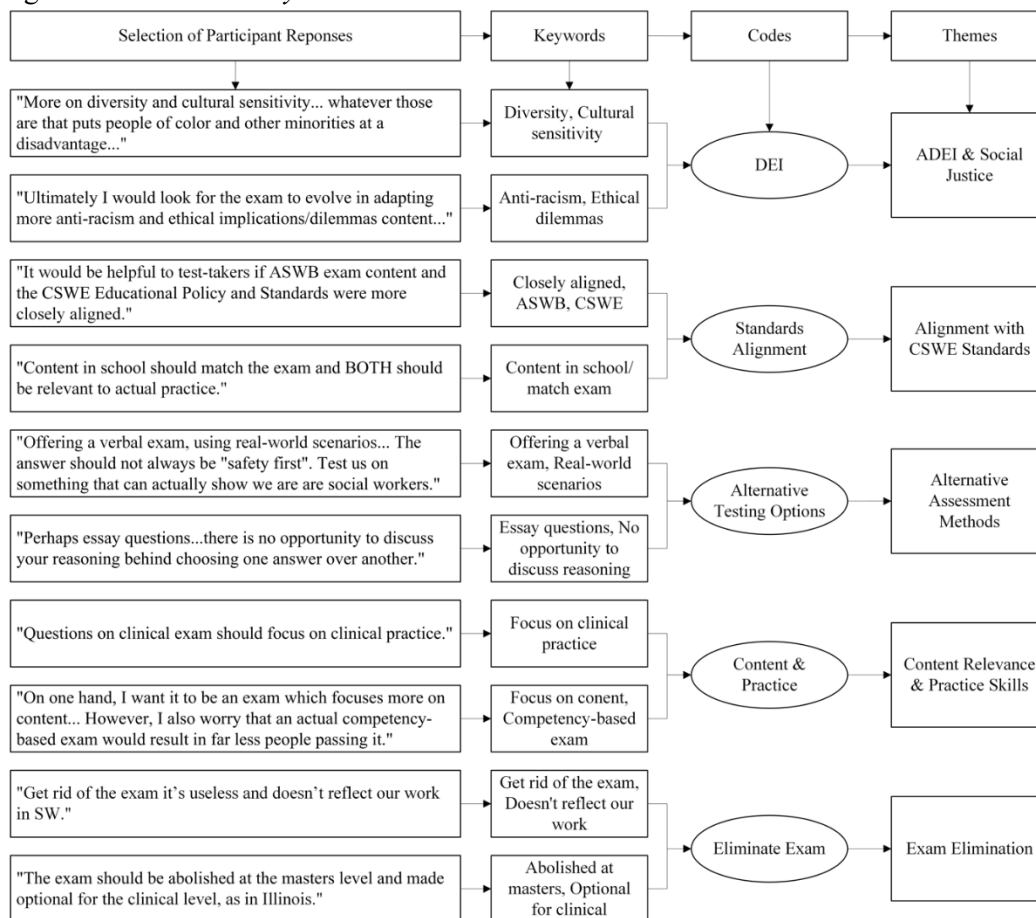 Selection of Participant Reponses
Keywords
Codes
Themes
"More on diversity and cultural sensitivity... whatever those
are that puts people of color and other minorities at a
disadvantage..."
Diversity, Cultural
sensitivity
"Ultimately I would look for the exam to evolve in adapting
more anti-racism and ethical implications/dilemmas content..."
Anti-racism, Ethical
dilemmas
DEI
ADEI & Social
Justice
"It would be helpful to test-takers if ASWB exam content and
the CSWE Educational Policy and Standards were more
closely aligned."
Closely aligned,
ASWB, CSWE
"Content in school should match the exam and BOTH should
be relevant to actual practice."
Content in school/
match exam
Standards
Alignment
Alignment with
CSWE Standards
"Offering a verbal exam, using real-world scenarios... The
answer should not always be "safety first". Test us on
something that can actually show we are are social workers."
Offering a verbal
exam, Real-world
scenarios
"Perhaps essay questions...there is no opportunity to discuss
your reasoning behind choosing one answer over another."
Essay questions, No
opportunity to
discuss reasoning
Alternative
Testing Options
Alternative
Assessment
Methods
"Questions on clinical exam should focus on clinical practice."
Focus on clinical
practice
"On one hand, I want it to be an exam which focuses more on
content... However, I also worry that an actual competency-
based exam would result in far less people passing it."
Focus on conent,
Competency-based
exam
Content &
Practice
Content Relevance
& Practice Skills
"Get rid of the exam it's useless and doesn't reflect our work
in SW."
Get rid of the exam,
Doesn't reflect our
work
"The exam should be abolished at the masters level and made
optional for the clinical level, as in Illinois."
Abolished at
masters, Optional
for clinical
Eliminate Exam
Exam Elimination